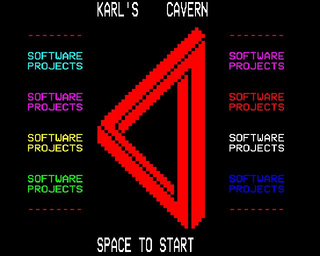 KARL'S CAVERN
--------
--------
SOFTWARE
PROJECTS
SOFTWARE
PROJECTS
SOFTWARE
PROJECTS
SOFTWARE
PROJECTS
SOFTWARE
PROJECTS
SOFTWARE
PROJECTS
SOFTWARE
PROJECTS
SOFTWARE
PROJECTS
--------
--------
SPACE TO START